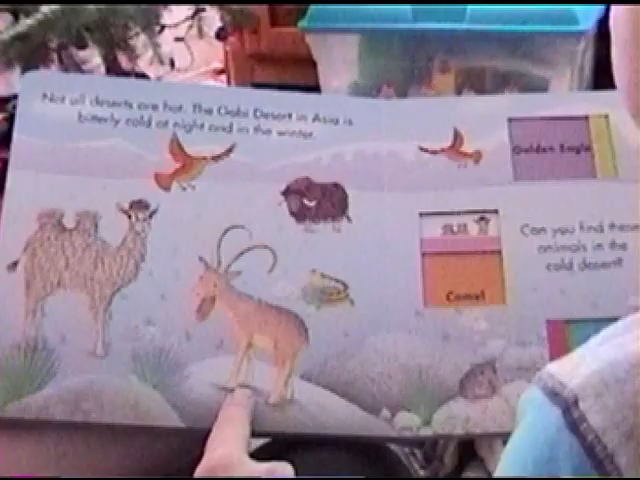 Not all deserts are hot. The Gobi Desert in Asia is
bitterly cold at night and in the winter.
Golden Eagle
Camel
Can you find these
animals in the
cold desert?